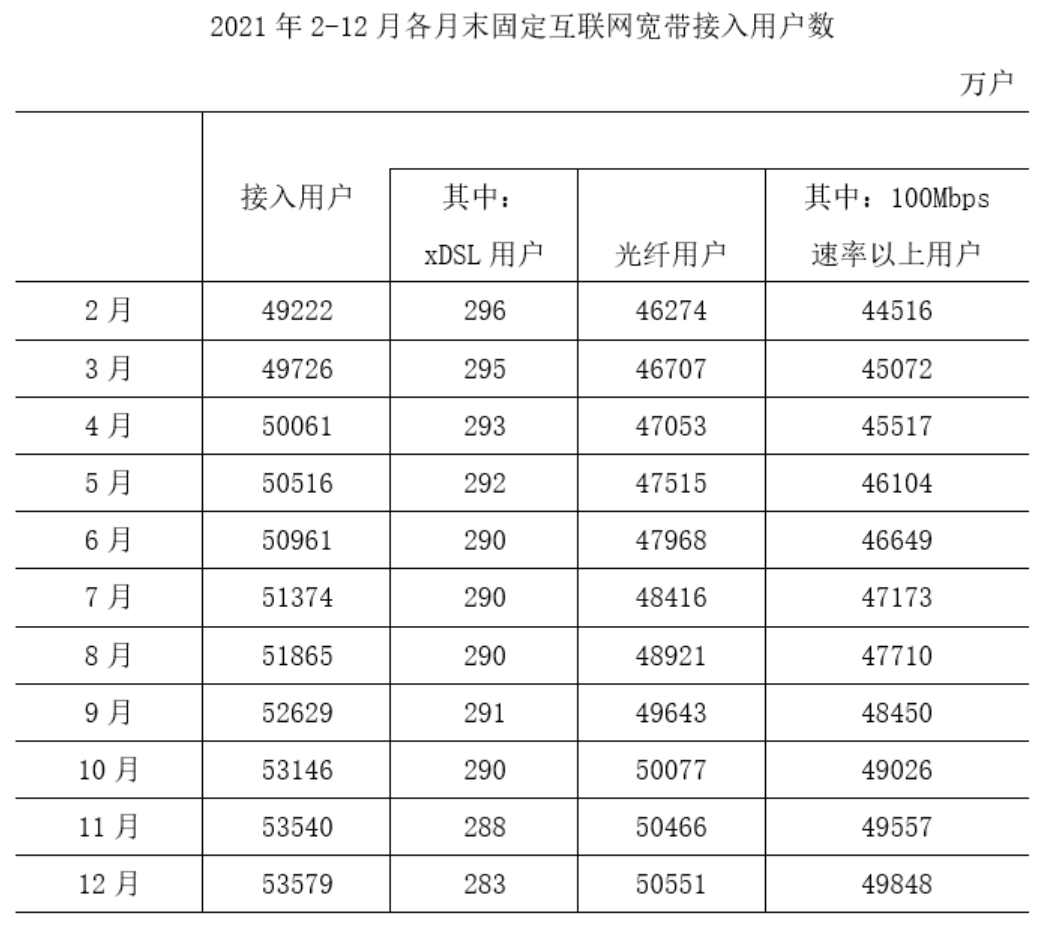 2021 年 2-12 月各月末固定互联网宽带接入用户数
万户
接入用户 其中: 其中: 100Mbps
xDSL 用户 光纤用户 速率以上用户
2 月 49222 296 46274 44516
3 月 49726 295 46707 45072
4 月 50061 293 47053 45517
5 月 50516 292 47515 46104
6 月 50961 290 47968 46649
7 月 51374 290 48416 47173
8 月 51865 290 48921 47710
9 月 52629 291 49643 48450
10 月 53146 290 50077 49026
11 月 53540 288 50466 49557
12 月 53579 283 50551 49848